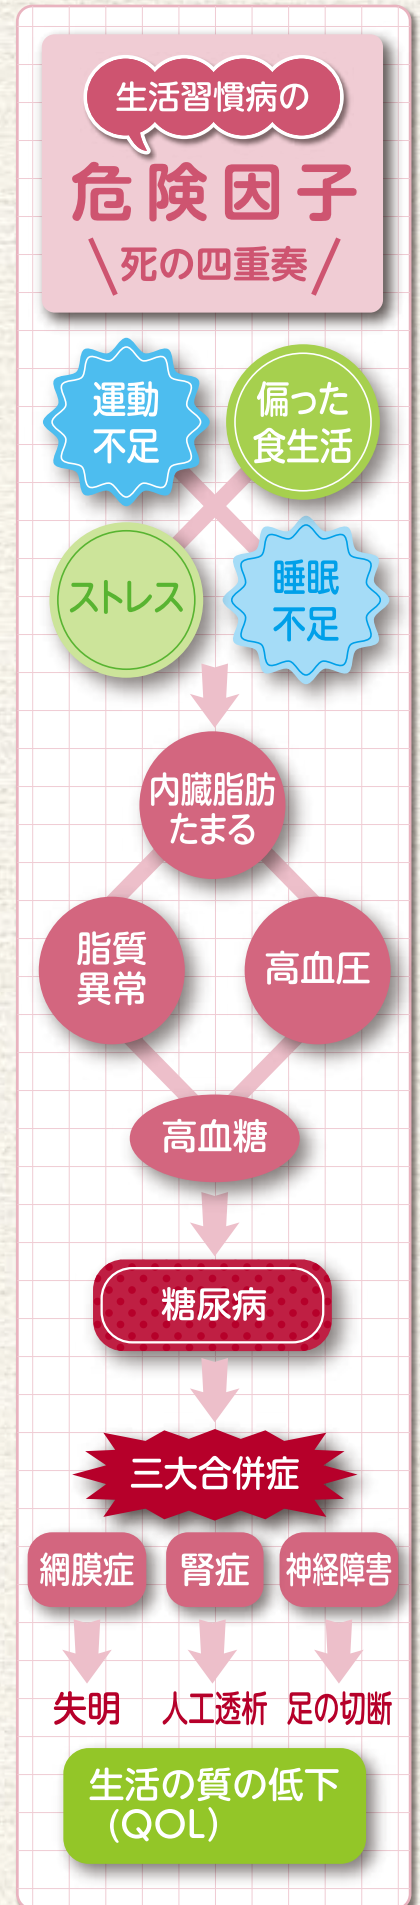 生活習慣病の
危険因子
死の四重奏
運動
不足
偏った
食生活
ストレス
睡眠
不足
内臓脂肪
たまる
脂質
異常
高血圧
高血糖
糖尿病
三大合併症
網膜症
腎症
神経障害
失明
人工透析
足の切断
生活の質の低下
(QOL)